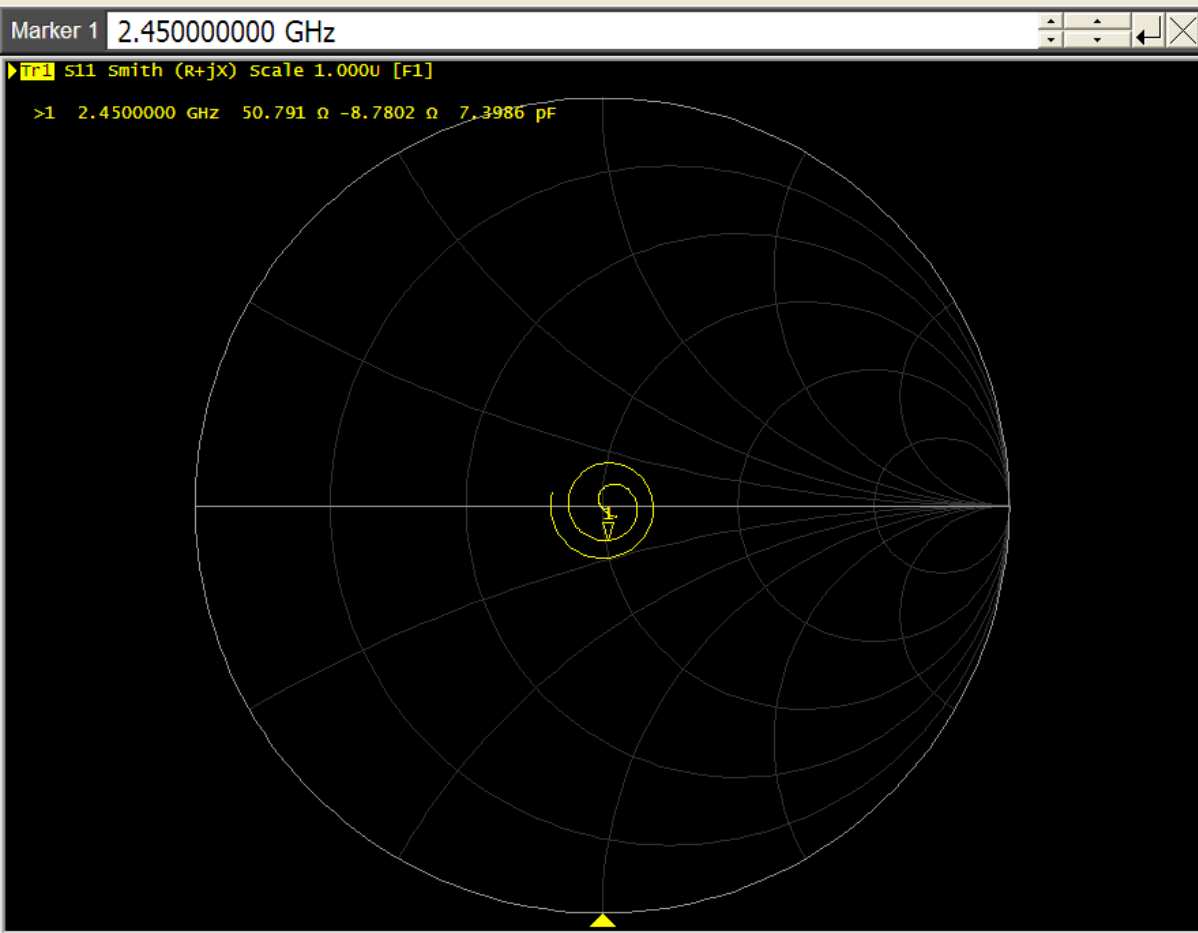 Marker 1 2.450000000 GHz
Tr1 S11 Smith (R+jX) Scale 1.000U [F1]
>1 2.4500000 GHz 50.791 Ω -8.7802 Ω 7.3986 pF
1